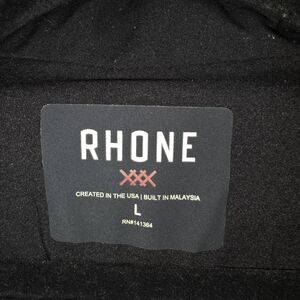 RHONE
CREATED IN THE USA | BUILT IN MALAYSIA
L
RN#141364